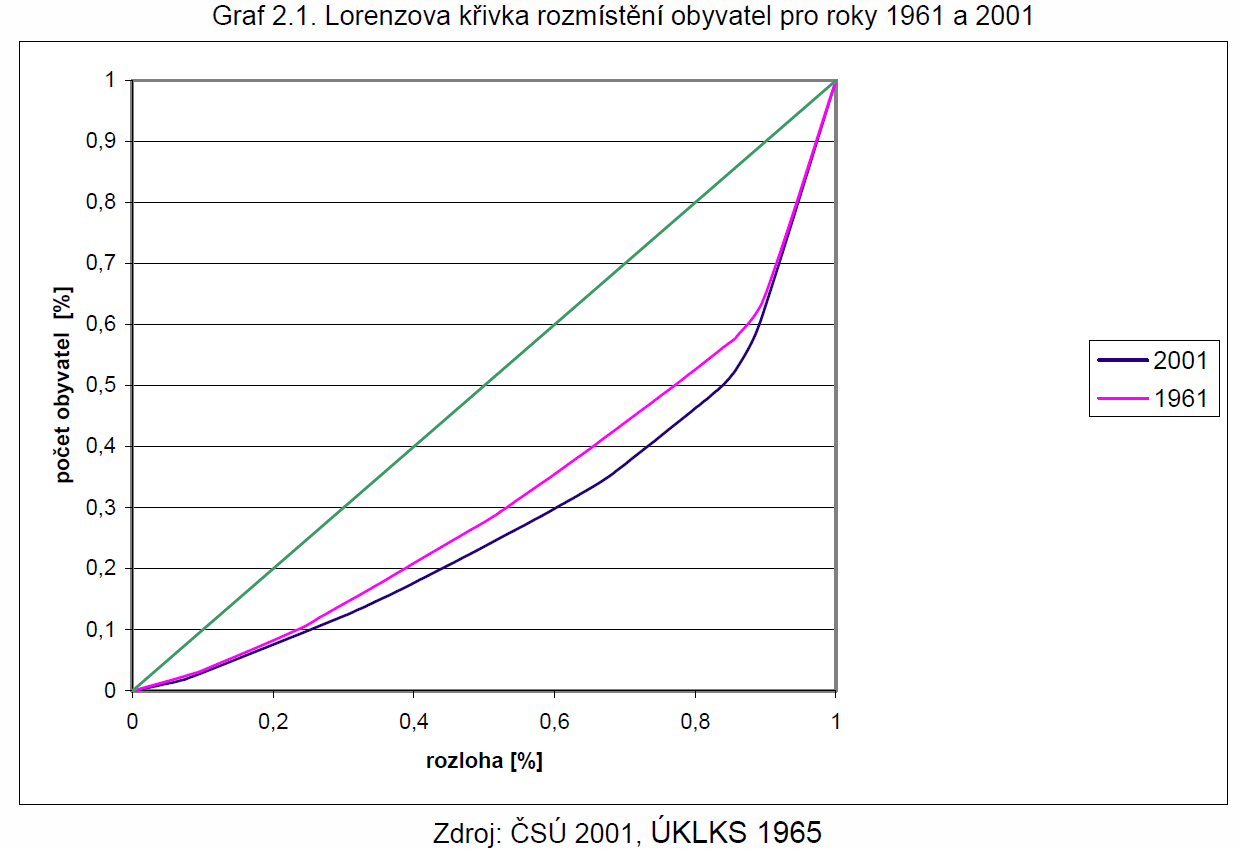 Graf 2.1. Lorenzova křivka rozmístění obyvatel pro roky 1961 a 2001
1
0,9
0,8
0,7
0,6
0,5
0,4
0,3
0,2
0,1
0
počet obyvatel [%]
0 0,2 0,4 0,6 0,8 1
rozloha [%]
2001
1961
Zdroj: ČSÚ 2001, ÚKLKS 1965